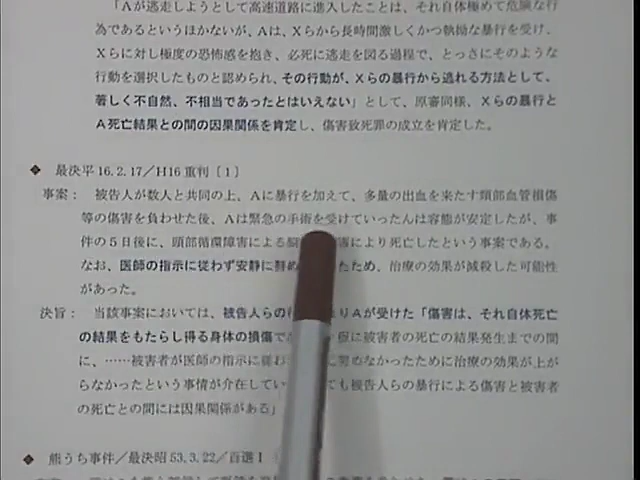 「Aが逃走しようとして高速道路に進入したことは、それ自体極めて危険な行
為であるというほかないが、Aは、Xらから長時間激しくかつ執拗な暴行を受け、
Xらに対し極度の恐怖感を抱き、必死に逃走を図る過程で、とっさにそのような
行動を選択したものと認められ、その行動が、Xらの暴行から逃れる方法として、
著しく不自然、不相当であったとはいえない」として、原審同様、Xらの暴行と
A死亡結果との間の因果関係を肯定し、傷害致死罪の成立を肯定した。
❖ 最決平16.2.17/H16重判〔1〕
事案: 被告人が数人と共同の上、Aに暴行を加えて、多量の出血を来たす頸部血管損傷
等の傷害を負わせた後、Aは緊急の手術を受けていったんは容態が安定したが、事
件の5日後に、頭部循環障害による脳 害により死亡したという事案である。
なお、医師の指示に従わず安静に努め たため、治療の効果が減殺した可能性
があった。
決旨: 当該事案においては、被告人らの りAが受けた「傷害は、それ自体死亡
の結果をもたらし得る身体の損傷で 仮に被害者の死亡の結果発生までの間
に、……被害者が医師の指示に従わ に努めなかったために治療の効果が上が
らなかったという事情が介在してい ても被告人らの暴行による傷害と被害者
の死亡との間には因果関係がある」
❖ 熊うち事件/最決昭53.3.22/百選Ⅰ